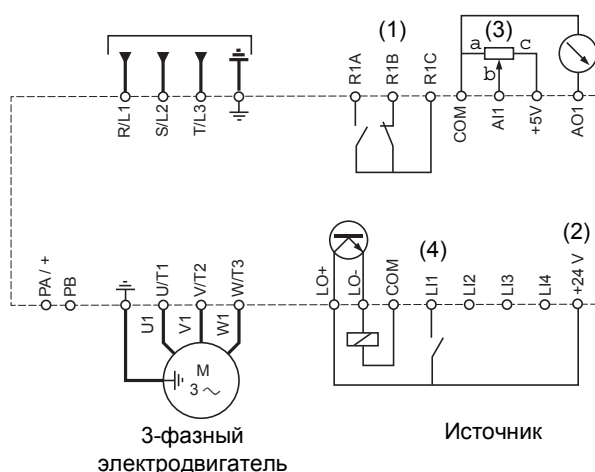 (1)
(3)
R1A
R1B
R1C
a
c
b
R/L1
S/L2
T/L3
COM
AI1
+5V
AO1
(4)
(2)
PA / +
PB
U/T1
V/T2
W/T3
LO+
LO-
COM
LI1
LI2
LI3
LI4
+24 V
U1
V1
W1
M
3 ~
3-фазный
электродвигатель
Источник